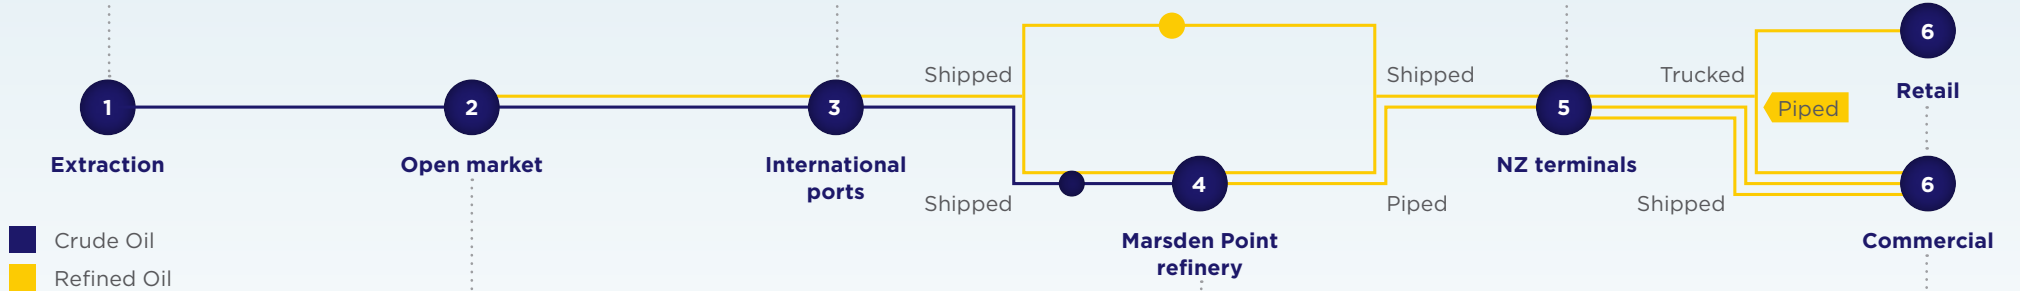 1
Extraction
2
Open market
3
International
ports
Shipped
Shipped
4
Marsden Point
refinery
Shipped
Piped
5
NZ terminals
Trucked
Piped
Shipped
6
Retail
6
Commercial
Crude Oil
Refined Oil